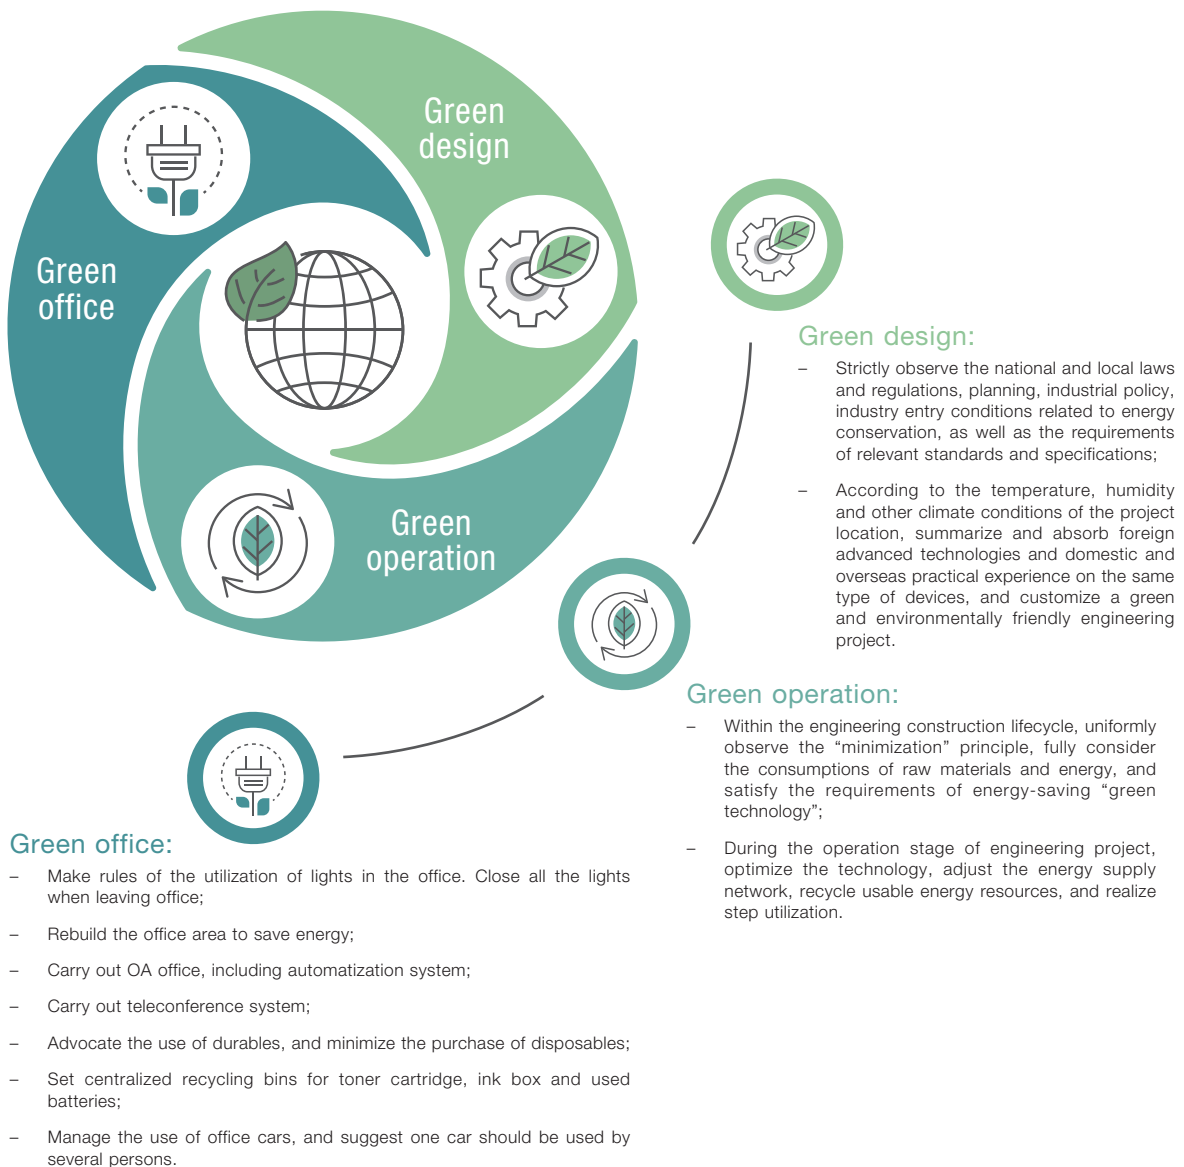 Green
design
Green
office
Green
operation
Green design:
– Strictly observe the national and local laws
and regulations, planning, industrial policy,
industry entry conditions related to energy
conservation, as well as the requirements
of relevant standards and specifications;
– According to the temperature, humidity
and other climate conditions of the project
location, summarize and absorb foreign
advanced technologies and domestic and
overseas practical experience on the same
type of devices, and customize a green
and environmentally friendly engineering
project.
Green operation:
– Within the engineering construction lifecycle, uniformly
observe the “minimization” principle, fully consider
the consumptions of raw materials and energy, and
satisfy the requirements of energy-saving “green
technology”;
– During the operation stage of engineering project,
optimize the technology, adjust the energy supply
network, recycle usable energy resources, and realize
step utilization.
Green office:
– Make rules of the utilization of lights in the office. Close all the lights
when leaving office;
– Rebuild the office area to save energy;
– Carry out OA office, including automatization system;
– Carry out teleconference system;
– Advocate the use of durables, and minimize the purchase of disposables;
– Set centralized recycling bins for toner cartridge, ink box and used
batteries;
– Manage the use of office cars, and suggest one car should be used by
several persons.